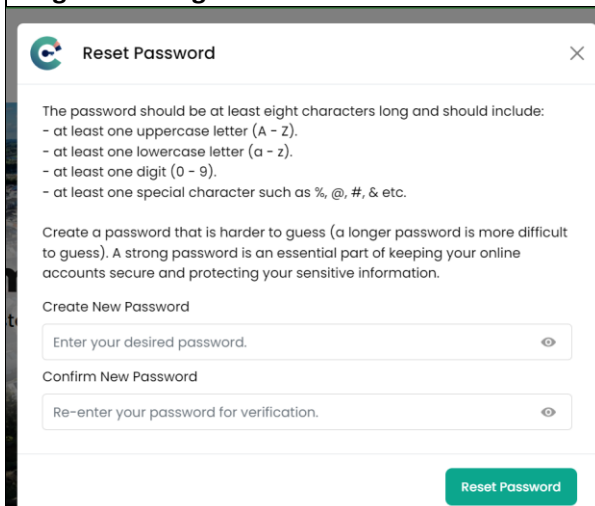 Reset Password
The password should be at least eight characters long and should include:
- at least one uppercase letter (A - Z).
- at least one lowercase letter (a - z).
- at least one digit (0 - 9).
- at least one special character such as %, @, #, & etc.
Create a password that is harder to guess (a longer password is more difficult
to guess). A strong password is an essential part of keeping your online
accounts secure and protecting your sensitive information.
Create New Password
Enter your desired password.
Confirm New Password
Re-enter your password for verification.
Reset Password